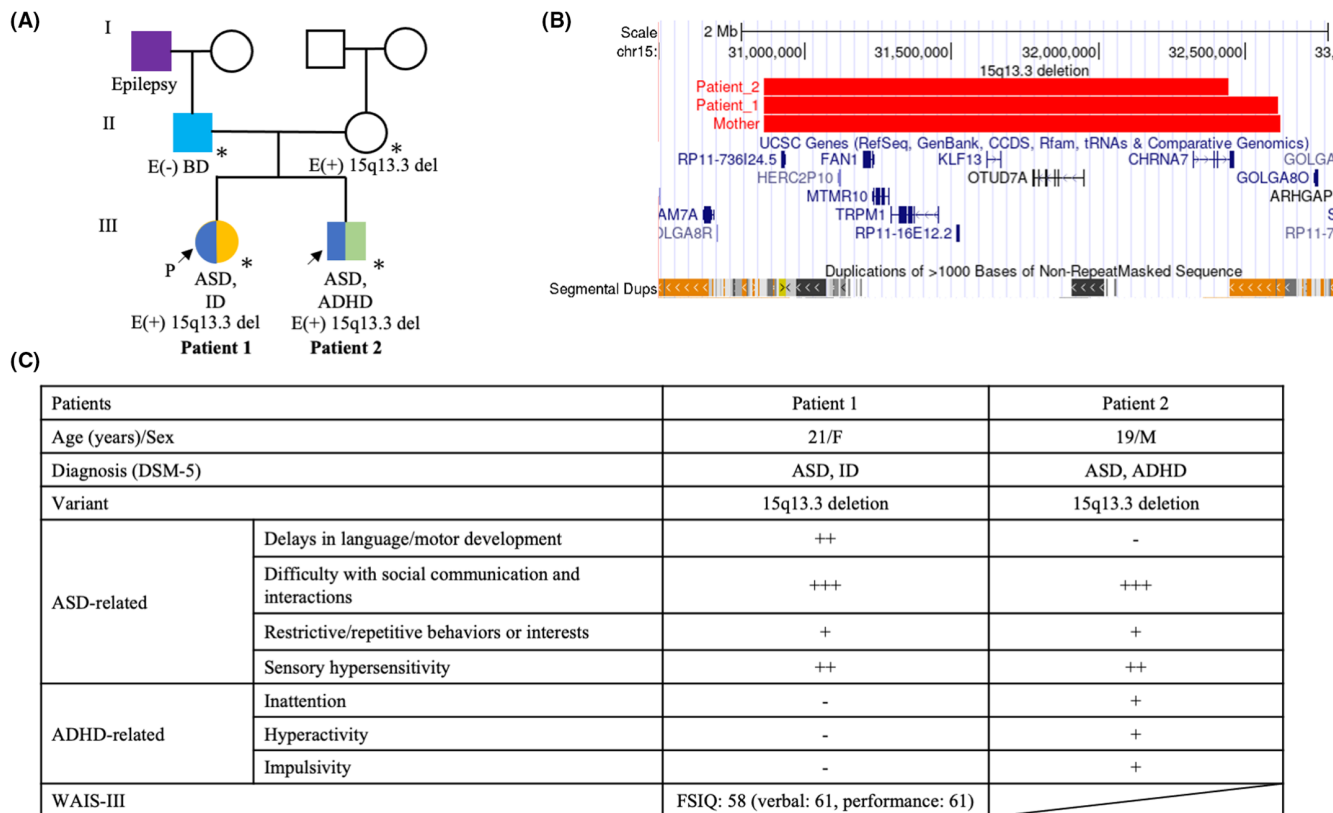 (A)
I
Epilepsy
II
E(-) BD
*
E(+) 15q13.3 del
*
III
P
*
*
ASD,
ID
E(+) 15q13.3 del
Patient 1
ASD,
ADHD
E(+) 15q13.3 del
Patient 2
(B)
Scale
2 Mb
chr15:
31,000,000
31,500,000
32,000,000
32,500,000
33,
15q13.3 deletion
Patient_2
Patient_1
Mother
UCSC Genes (RefSeq, GenBank, CCDS, Rfam, tRNAs & Comparative Genomics)
RP11-736I24.5 FAN1 KLF13 CHRNA7 GOLGA
HERC2P10 OTUD7A GOLGA8O
MTMR10 ARHGAP
AM7A TRPM1 S
OLGA8R RP11-16E12.2 RP11-7
Duplications of >1000 Bases of Non-RepeatMasked Sequence
Segmental Dups
(C)
Patients Patient 1 Patient 2
Age (years)/Sex 21/F 19/M
Diagnosis (DSM-5) ASD, ID ASD, ADHD
Variant 15q13.3 deletion 15q13.3 deletion
ASD-related
Delays in language/motor development ++ -
Difficulty with social communication and
interactions +++ +++
Restrictive/repetitive behaviors or interests + +
Sensory hypersensitivity ++ ++
ADHD-related
Inattention - +
Hyperactivity - +
Impulsivity - +
WAIS-III FSIQ: 58 (verbal: 61, performance: 61)